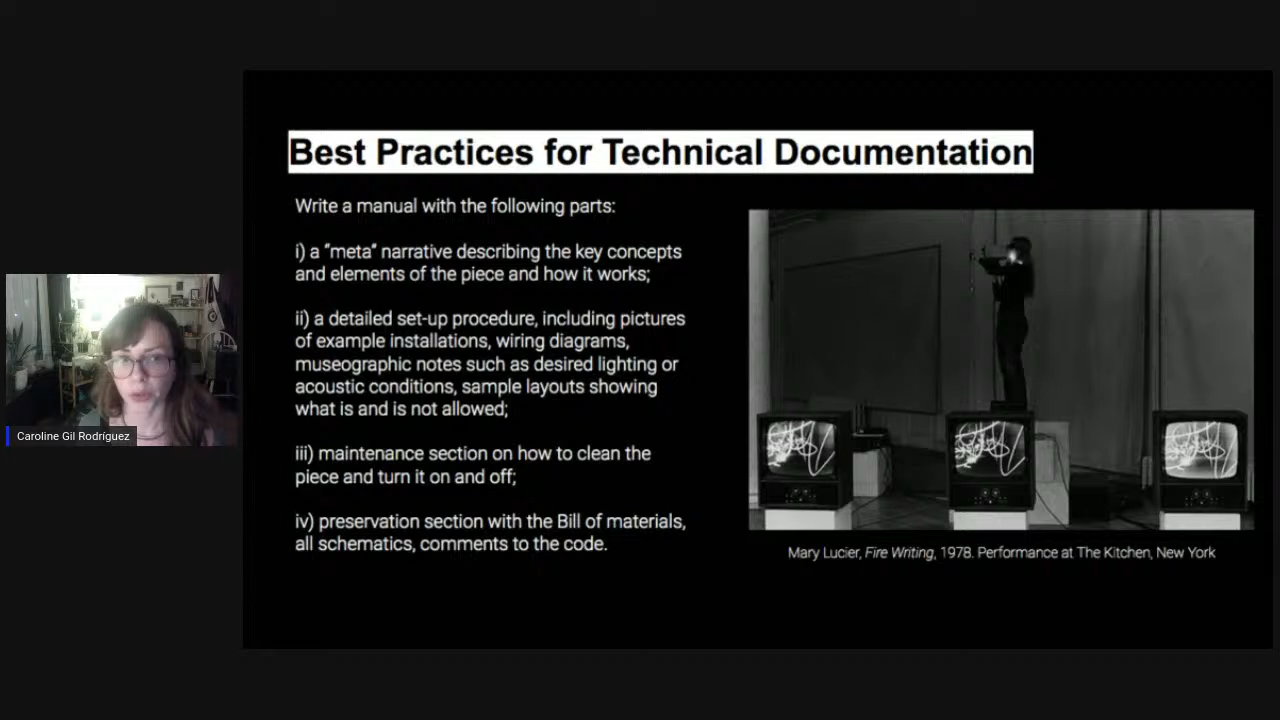 Best Practices for Technical Documentation
Write a manual with the following parts:
i) a "meta" narrative describing the key concepts
and elements of the piece and how it works;
ii) a detailed set-up procedure, including pictures
of example installations, wiring diagrams,
museographic notes such as desired lighting or
acoustic conditions, sample layouts showing
what is and is not allowed;
iii) maintenance section on how to clean the
piece and turn it on and off;
iv) preservation section with the Bill of materials,
all schematics, comments to the code.
Mary Lucier, Fire Writing, 1978. Performance at The Kitchen, New York
Caroline Gil Rodríguez